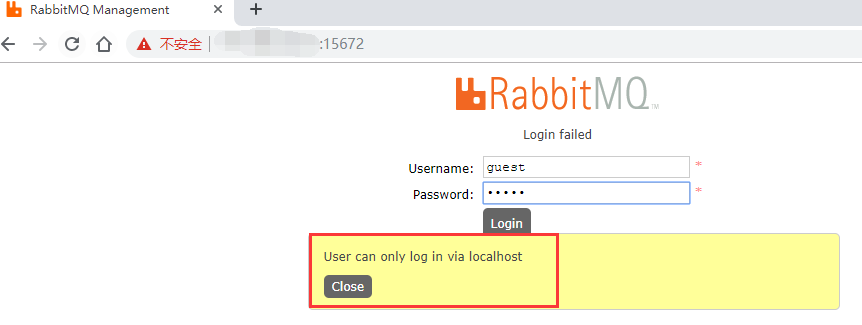 RabbitMQ Management
不安全 | :15672
RabbitMQ™
Login failed
Username: guest *
Password: ••••• *
Login
User can only log in via localhost
Close